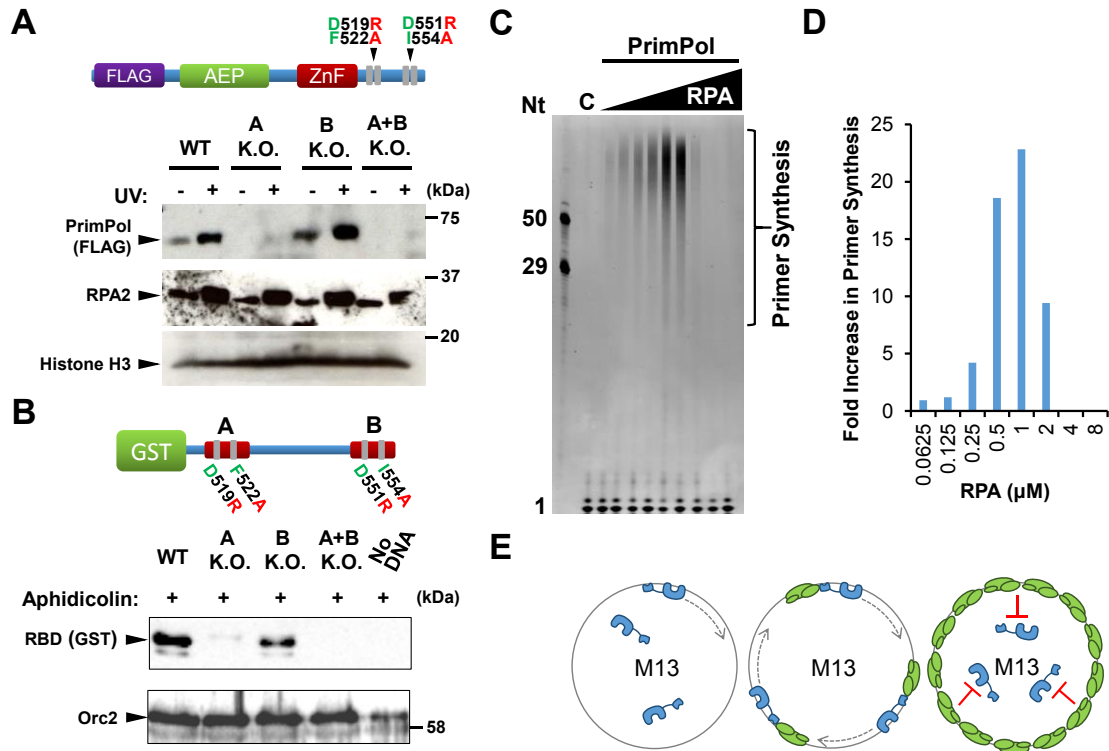 A
D519R D551R
F522A I554A
FLAG AEP ZnF
WT A K.O. B K.O. A+B K.O.
UV: - + - + - + - + (kDa)
PrimPol (FLAG) 75
RPA2 37
Histone H3 20
B
A B
GST
D519R F522A D551R I554A
WT A K.O. B K.O. A+B K.O. No DNA
Aphidicolin: + + + + + (kDa)
RBD (GST)
Orc2 58
C
PrimPol
Nt C RPA
50
29
1
Primer Synthesis
D
Fold Increase in Primer Synthesis
25
20
15
10
5
0
0.0625 0.125 0.25 0.5 1 2 4 8
RPA (µM)
E
M13 M13 M13